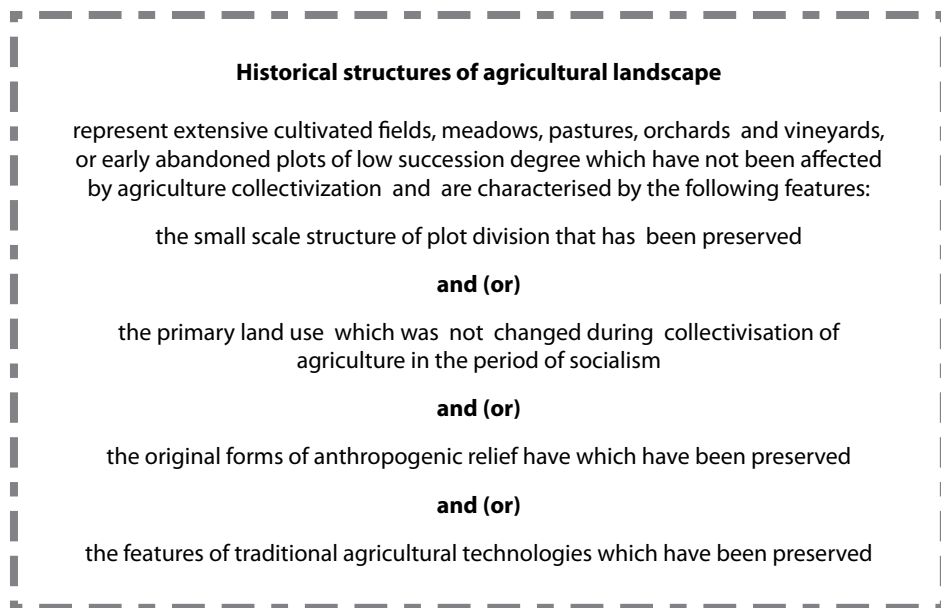 Historical structures of agricultural landscape
represent extensive cultivated fields, meadows, pastures, orchards and vineyards,
or early abandoned plots of low succession degree which have not been affected
by agriculture collectivization and are characterised by the following features:
the small scale structure of plot division that has been preserved
and (or)
the primary land use which was not changed during collectivisation of
agriculture in the period of socialism
and (or)
the original forms of anthropogenic relief have which have been preserved
and (or)
the features of traditional agricultural technologies which have been preserved